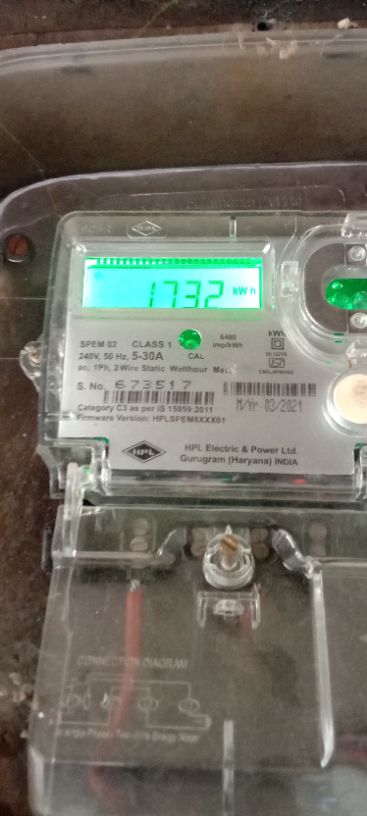 1732 kWh
SPEM 02 CLASS 1
6400 imp/kWh
kWh
240V, 50 Hz, 5-30A CAL
ac, 1Ph, 2 Wire Static Watthour
S. No. 673517
M/Yr. 03/2021
Category C3 as per IS 15959:2011
Firmware Version: HPLSPEM6XXX01
HPL
HPL Electric & Power Ltd.
Gurugram (Haryana) INDIA
CONNECTION DIAGRAM